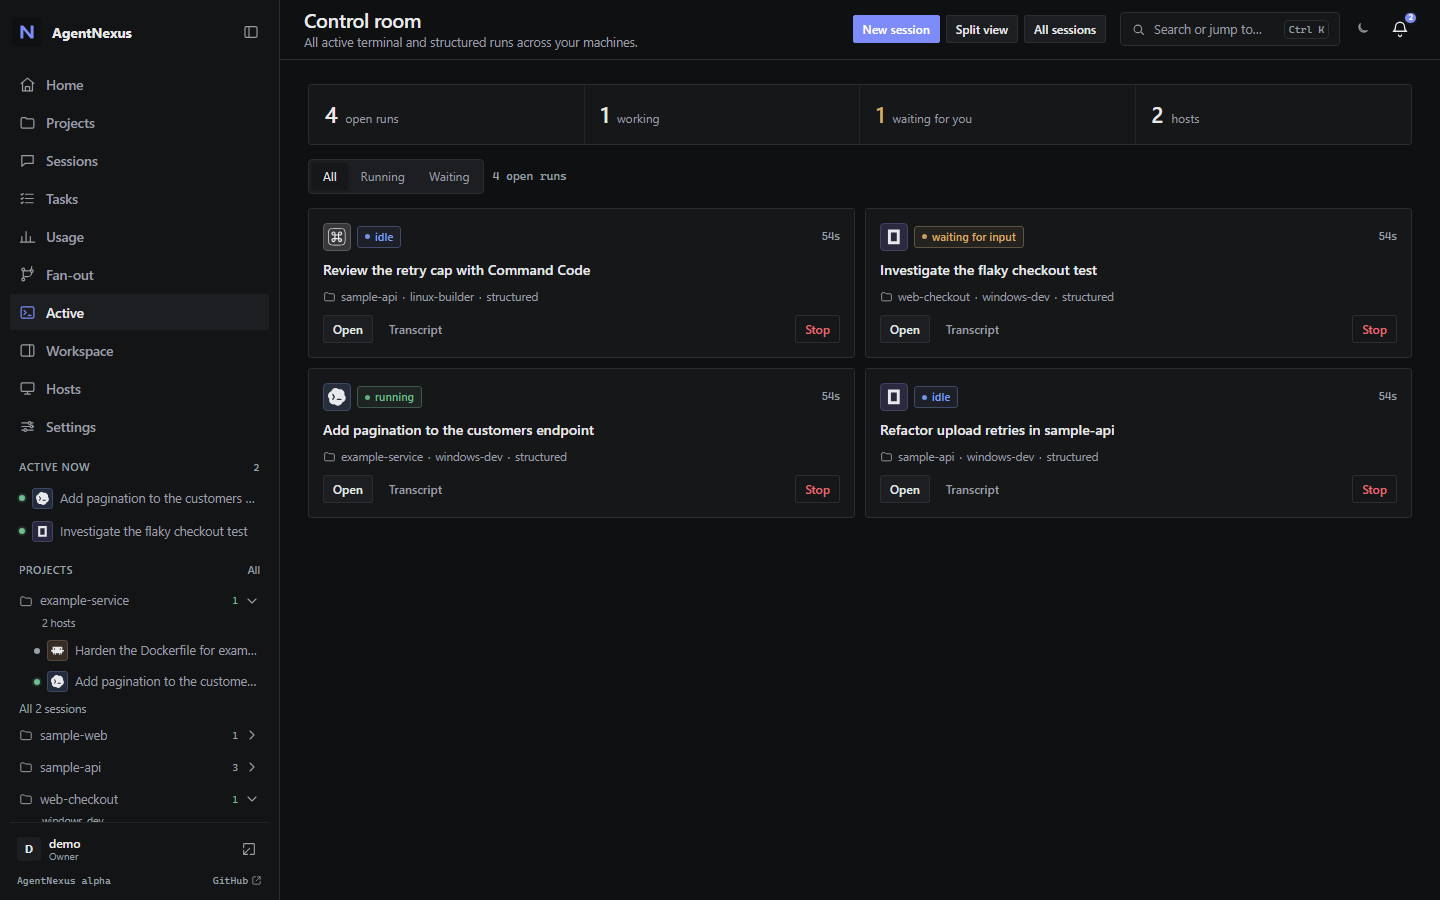 AgentNexus
Home
Projects
Sessions
Tasks
Usage
Fan-out
Active
Workspace
Hosts
Settings
ACTIVE NOW 2
Add pagination to the customers ...
Investigate the flaky checkout test
PROJECTS All
example-service 1
2 hosts
Harden the Dockerfile for exam...
Add pagination to the custome...
All 2 sessions
sample-web 1
sample-api 3
web-checkout 1
windows-dev
D demo
Owner
AgentNexus alpha GitHub
Control room
All active terminal and structured runs across your machines.
New session Split view All sessions Search or jump to... Ctrl K 2
4 open runs 1 working 1 waiting for you 2 hosts
All Running Waiting 4 open runs
idle 54s
Review the retry cap with Command Code
sample-api · linux-builder · structured
Open Transcript Stop
waiting for input 54s
Investigate the flaky checkout test
web-checkout · windows-dev · structured
Open Transcript Stop
running 54s
Add pagination to the customers endpoint
example-service · windows-dev · structured
Open Transcript Stop
idle 54s
Refactor upload retries in sample-api
sample-api · windows-dev · structured
Open Transcript Stop